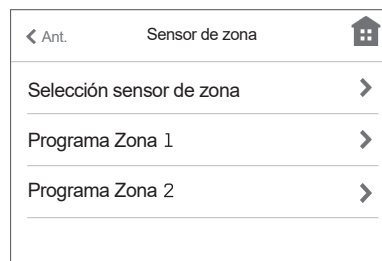 Ant.
Sensor de zona
Selección sensor de zona
Programa Zona 1
Programa Zona 2